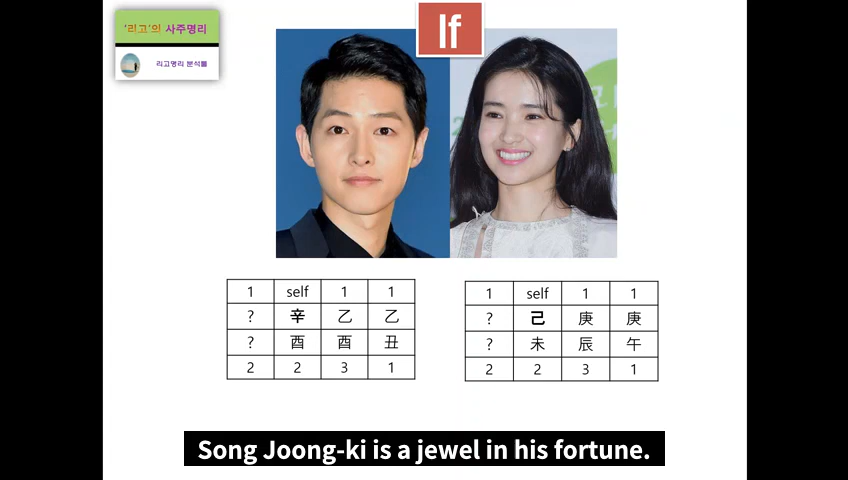 '리고'의 사주명리
리고명리 분석툴
If
1 self 1 1
? 辛 乙 乙
? 酉 酉 丑
2 2 3 1
1 self 1 1
? 己 庚 庚
? 未 辰 午
2 2 3 1
Song Joong-ki is a jewel in his fortune.